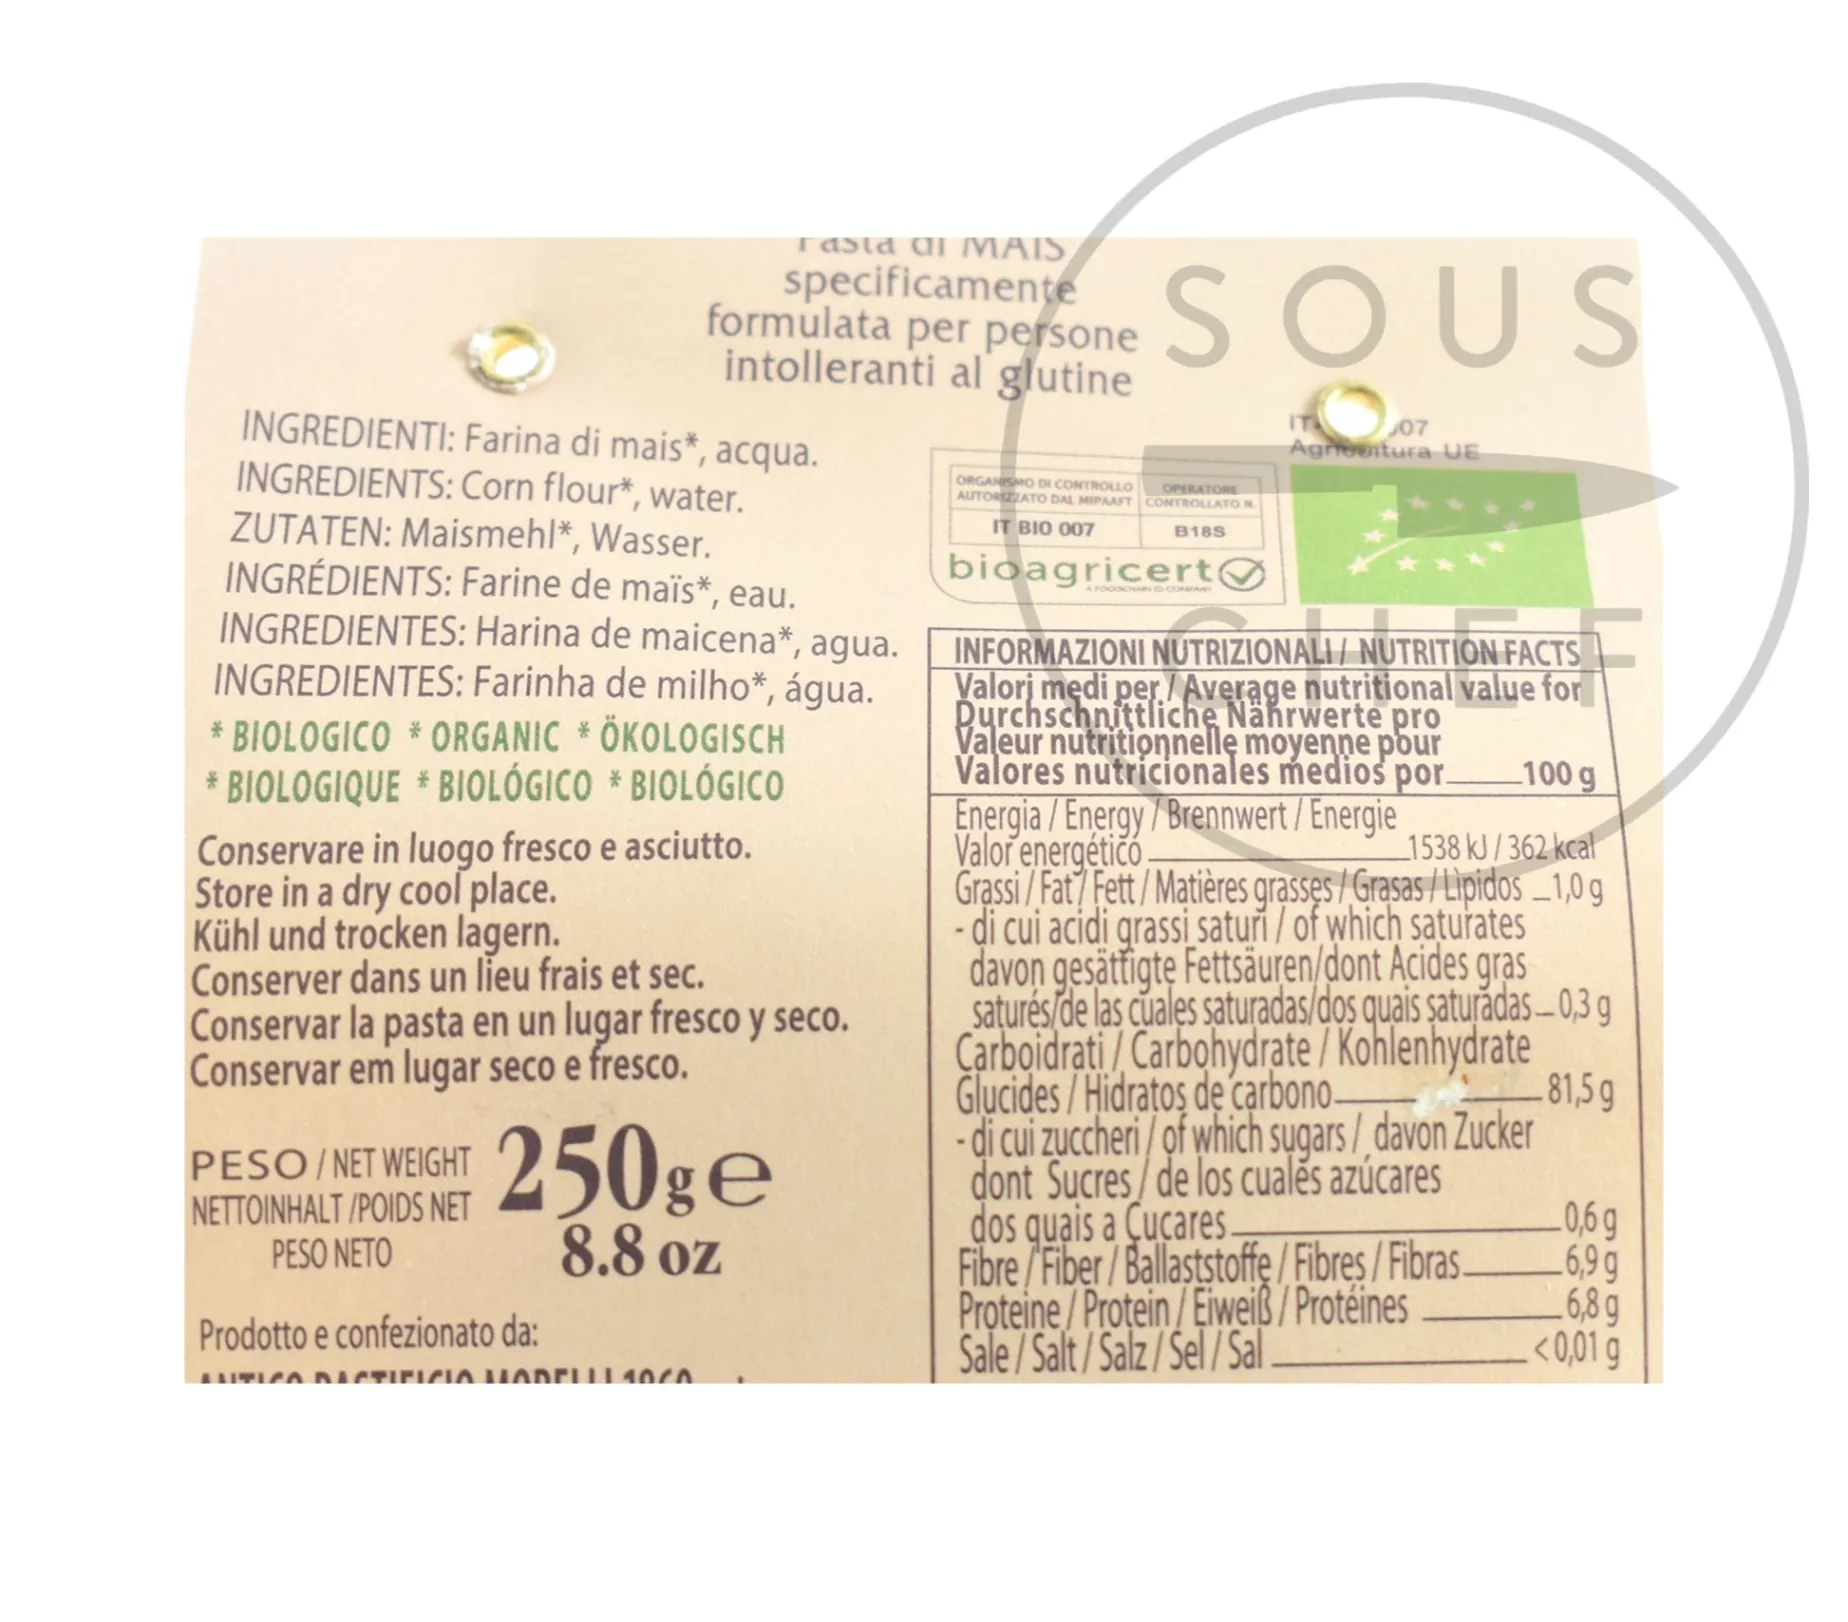 Pasta di MAIS
specificamente
formulata per persone
intolleranti al glutine
INGREDIENTI: Farina di mais*, acqua.
INGREDIENTS: Corn flour*, water.
ZUTATEN: Maismehl*, Wasser.
INGRÉDIENTS: Farine de maïs*, eau.
INGREDIENTES: Harina de maicena*, agua.
INGREDIENTES: Farinha de milho*, água.
* BIOLOGICO * ORGANIC * ÖKOLOGISCH
* BIOLOGIQUE * BIOLÓGICO * BIOLÓGICO
Conservare in luogo fresco e asciutto.
Store in a dry cool place.
Kühl und trocken lagern.
Conserver dans un lieu frais et sec.
Conservar la pasta en un lugar fresco y seco.
Conservar em lugar seco e fresco.
PESO / NET WEIGHT
NETTOINHALT /POIDS NET
PESO NETO
250g e
8.8 oz
Prodotto e confezionato da:
ANTICO PASTIFICIO MORELLI 1860
IT- 007
Agricoltura UE
ORGANISMO DI CONTROLLO
AUTORIZZATO DAL MIPAAFT
IT BIO 007
OPERATORE
CONTROLLATO N.
B18S
bioagricert
A FOODCHAIN ID COMPANY
INFORMAZIONI NUTRIZIONALI / NUTRITION FACTS
Valori medi per / Average nutritional value for
Durchschnittliche Nährwerte pro
Valeur nutritionnelle moyenne pour
Valores nutricionales medios por 100 g
Energia / Energy / Brennwert / Energie
Valor energético 1538 kJ / 362 kcal
Grassi / Fat / Fett / Matières grasses / Grasas / Lìpidos 1,0 g
- di cui acidi grassi saturi / of which saturates
davon gesättigte Fettsäuren/dont Acides gras
saturés/de las cuales saturadas/dos quais saturadas 0,3 g
Carboidrati / Carbohydrate / Kohlenhydrate
Glucides / Hidratos de carbono 81,5 g
- di cui zuccheri / of which sugars / davon Zucker
dont Sucres / de los cuales azúcares
dos quais a Çucares 0,6 g
Fibre / Fiber / Ballaststoffe / Fibres / Fibras 6,9 g
Proteine / Protein / Eiweiß / Protéines 6,8 g
Sale / Salt / Salz / Sel / Sal <0,01 g
SOUS
CHEF